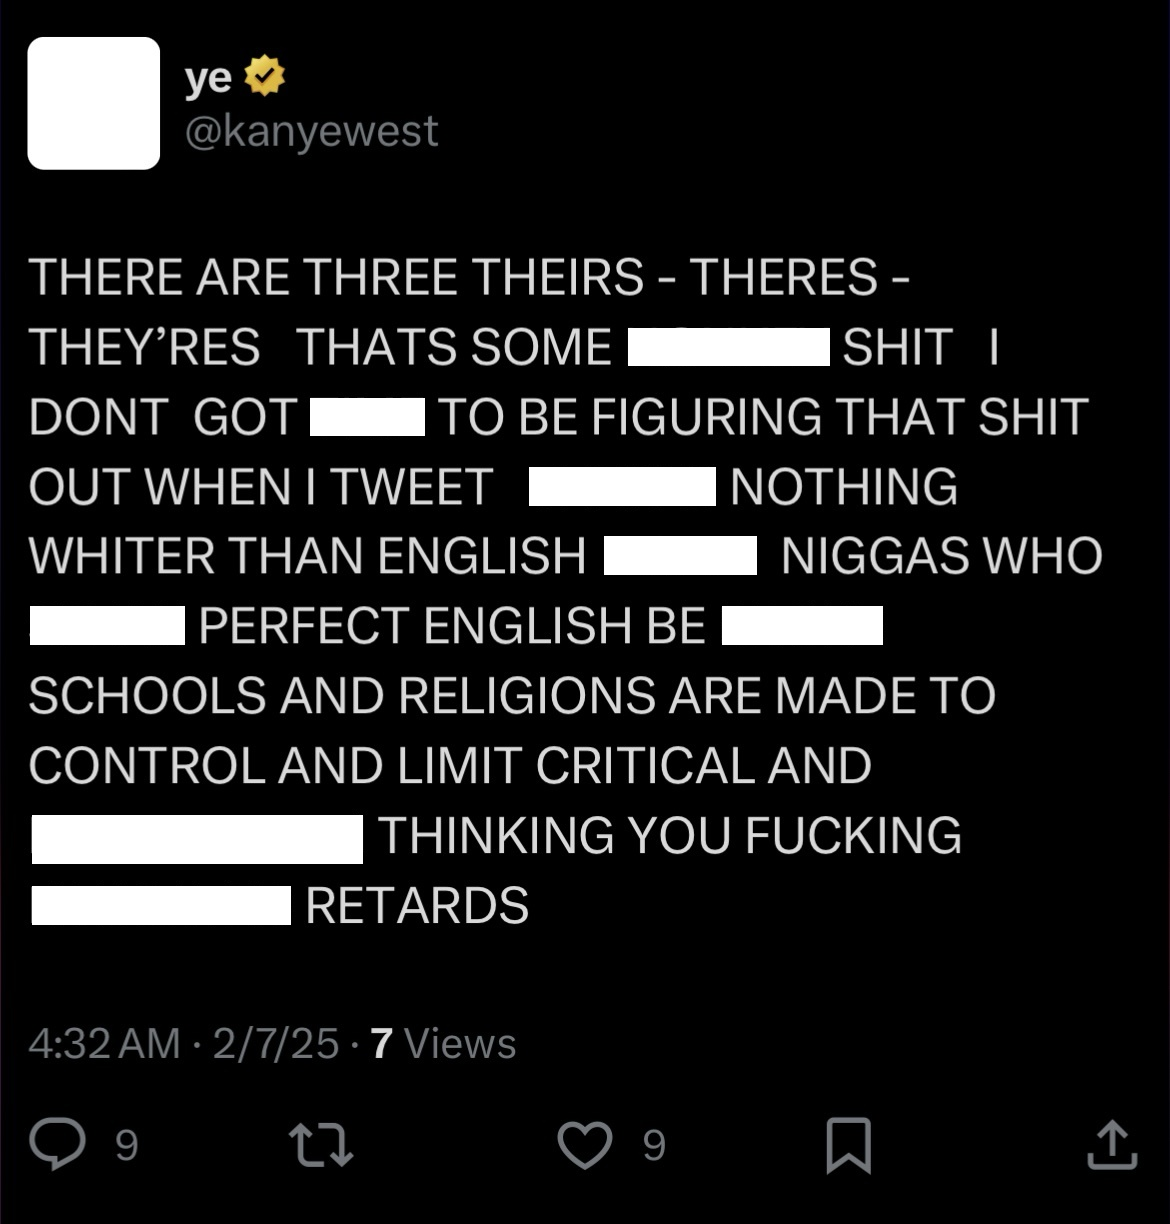 ye
@kanyewest
THERE ARE THREE THEIRS - THERES -
THEY’RES THATS SOME SHIT I
DONT GOT TO BE FIGURING THAT SHIT
OUT WHEN I TWEET NOTHING
WHITER THAN ENGLISH NIGGAS WHO
PERFECT ENGLISH BE
SCHOOLS AND RELIGIONS ARE MADE TO
CONTROL AND LIMIT CRITICAL AND
THINKING YOU FUCKING
RETARDS
4:32 AM · 2/7/25 · 7 Views
9 9